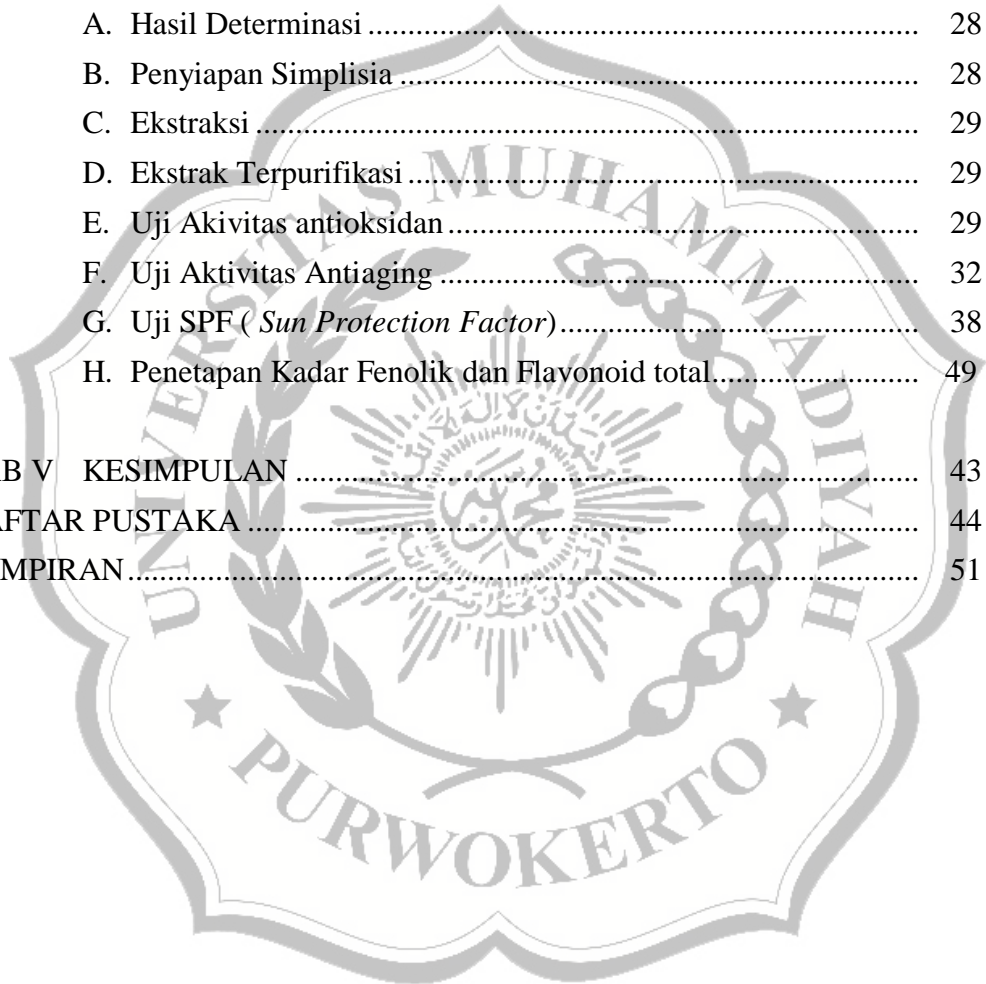 A. Hasil Determinasi ........................................................................ 28
B. Penyiapan Simplisia .................................................................... 28
C. Ekstraksi ....................................................................................... 29
D. Ekstrak Terpurifikasi ................................................................... 29
E. Uji Akivitas antioksidan .............................................................. 29
F. Uji Aktivitas Antiaging ............................................................... 32
G. Uji SPF ( Sun Protection Factor) ................................................ 38
H. Penetapan Kadar Fenolik dan Flavonoid total........................... 49
B V KESIMPULAN ................................................................................. 43
FTAR PUSTAKA ........................................................................................ 44
MPIRAN ....................................................................................................... 51
UNIVERSITAS MUHAMMADIYAH
PURWOKERTO